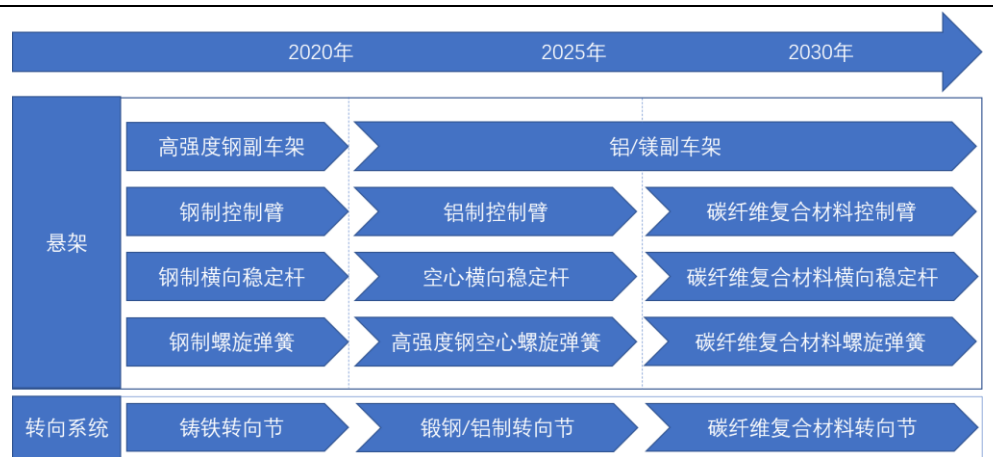 2020年 2025年 2030年
悬架
高强度钢副车架 铝/镁副车架
钢制控制臂 铝制控制臂 碳纤维复合材料控制臂
钢制横向稳定杆 空心横向稳定杆 碳纤维复合材料横向稳定杆
钢制螺旋弹簧 高强度钢空心螺旋弹簧 碳纤维复合材料螺旋弹簧
转向系统 铸铁转向节 锻钢/铝制转向节 碳纤维复合材料转向节